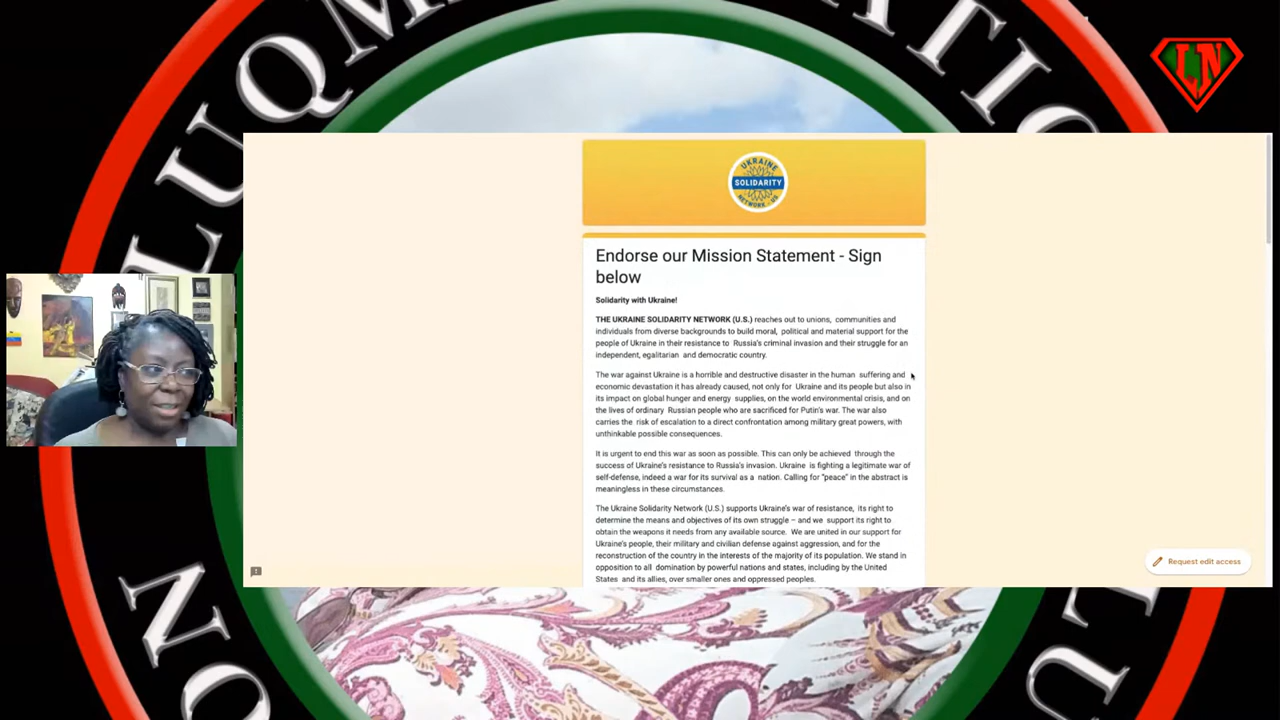 LUQM
ATIO
LN
UKRAINE
SOLIDARITY
NETWORK - US
Endorse our Mission Statement - Sign
below
Solidarity with Ukraine!
THE UKRAINE SOLIDARITY NETWORK (U.S.) reaches out to unions, communities and
individuals from diverse backgrounds to build moral, political and material support for the
people of Ukraine in their resistance to Russia's criminal invasion and their struggle for an
independent, egalitarian and democratic country.
The war against Ukraine is a horrible and destructive disaster in the human suffering and
economic devastation it has already caused, not only for Ukraine and its people but also in
its impact on global hunger and energy supplies, on the world environmental crisis, and on
the lives of ordinary Russian people who are sacrificed for Putin's war. The war also
carries the risk of escalation to a direct confrontation among military great powers, with
unthinkable possible consequences.
It is urgent to end this war as soon as possible. This can only be achieved through the
success of Ukraine's resistance to Russia's invasion. Ukraine is fighting a legitimate war of
self-defense, indeed a war for its survival as a nation. Calling for "peace" in the abstract is
meaningless in these circumstances.
The Ukraine Solidarity Network (U.S.) supports Ukraine's war of resistance, its right to
determine the means and objectives of its own struggle – and we support its right to
obtain the weapons it needs from any available source. We are united in our support for
Ukraine's people, their military and civilian defense against aggression, and for the
reconstruction of the country in the interests of the majority of its population. We stand in
opposition to all domination by powerful nations and states, including by the United
States and its allies, over smaller ones and oppressed peoples.
Request edit access